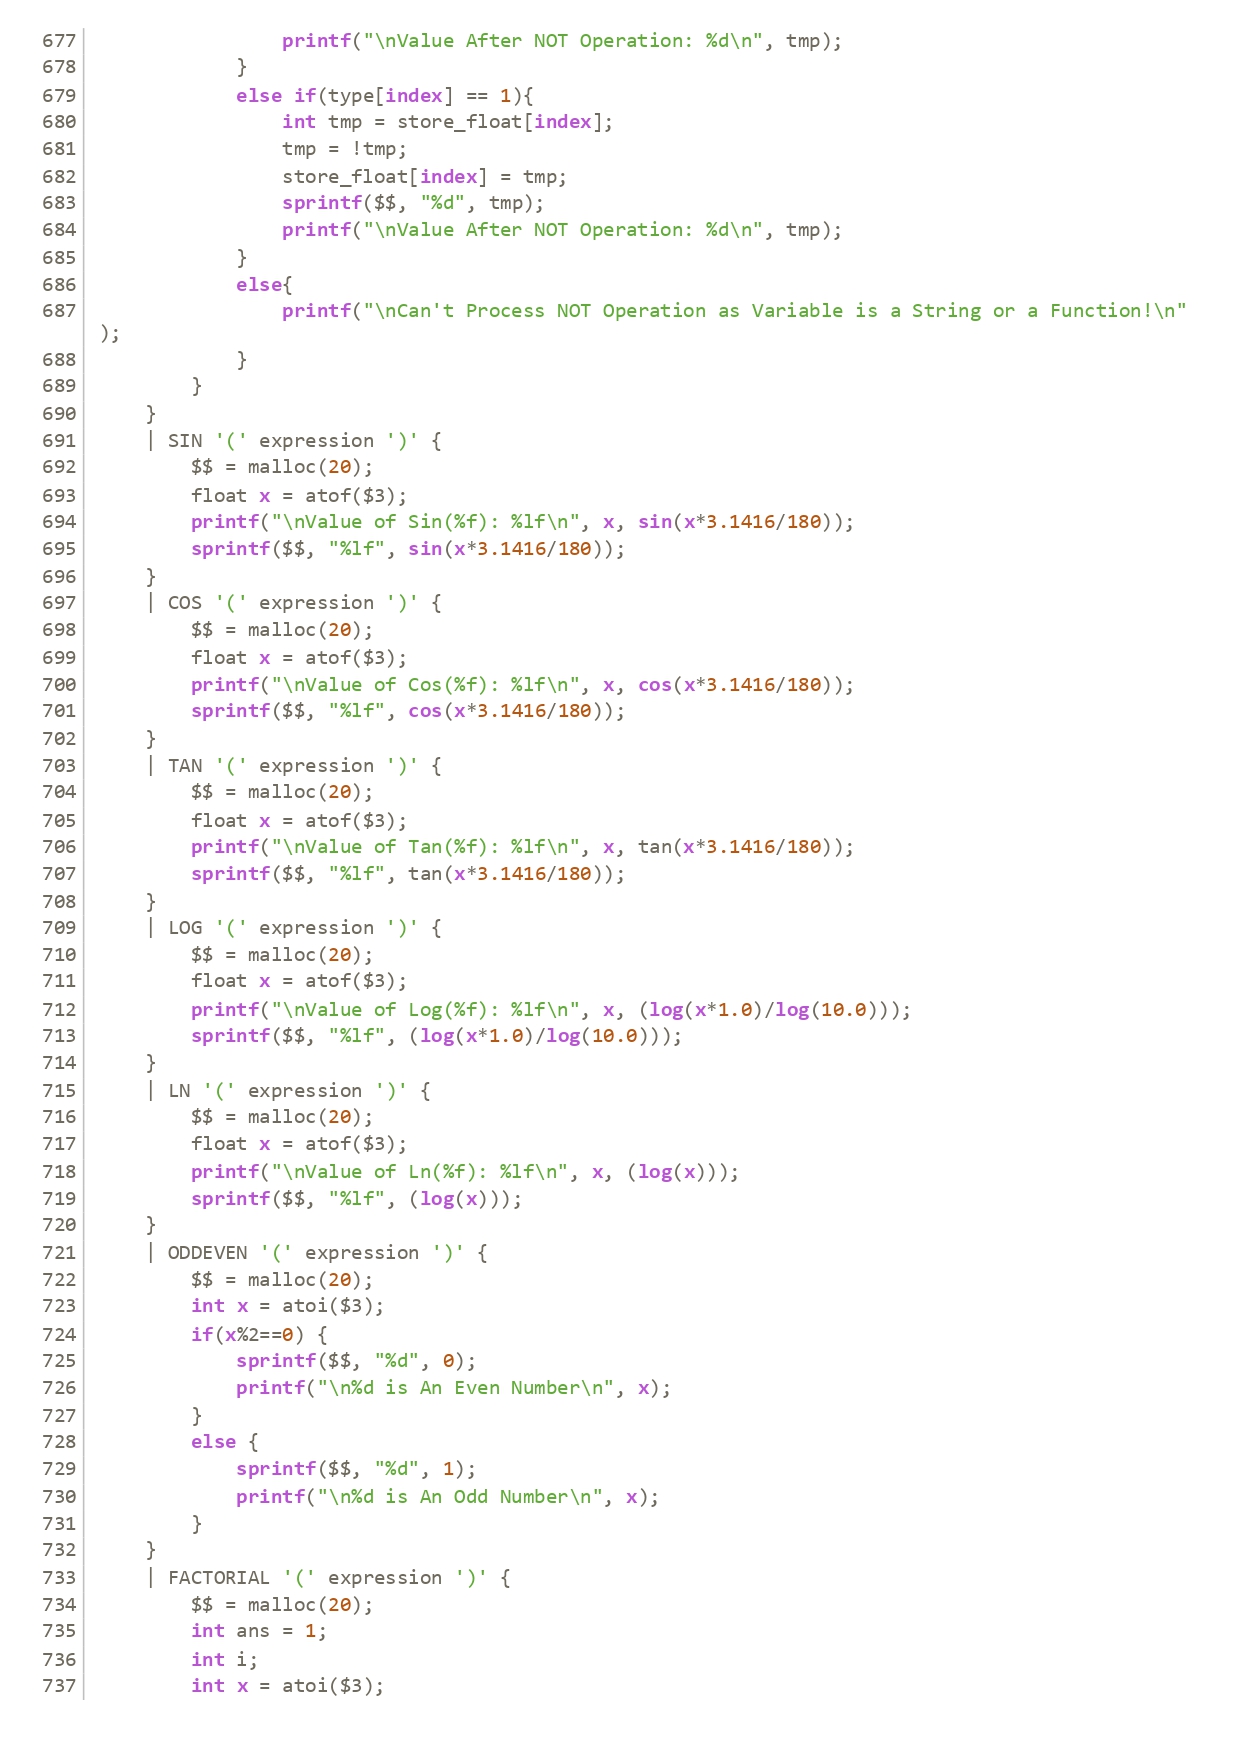 677                 printf("\nValue After NOT Operation: %d\n", tmp);
678             }
679             else if(type[index] == 1){
680                 int tmp = store_float[index];
681                 tmp = !tmp;
682                 store_float[index] = tmp;
683                 sprintf($$, "%d", tmp);
684                 printf("\nValue After NOT Operation: %d\n", tmp);
685             }
686             else{
687                 printf("\nCan't Process NOT Operation as Variable is a String or a Function!\n"
);
688             }
689         }
690     }
691     | SIN '(' expression ')' {
692         $$ = malloc(20);
693         float x = atof($3);
694         printf("\nValue of Sin(%f): %lf\n", x, sin(x*3.1416/180));
695         sprintf($$, "%lf", sin(x*3.1416/180));
696     }
697     | COS '(' expression ')' {
698         $$ = malloc(20);
699         float x = atof($3);
700         printf("\nValue of Cos(%f): %lf\n", x, cos(x*3.1416/180));
701         sprintf($$, "%lf", cos(x*3.1416/180));
702     }
703     | TAN '(' expression ')' {
704         $$ = malloc(20);
705         float x = atof($3);
706         printf("\nValue of Tan(%f): %lf\n", x, tan(x*3.1416/180));
707         sprintf($$, "%lf", tan(x*3.1416/180));
708     }
709     | LOG '(' expression ')' {
710         $$ = malloc(20);
711         float x = atof($3);
712         printf("\nValue of Log(%f): %lf\n", x, (log(x*1.0)/log(10.0)));
713         sprintf($$, "%lf", (log(x*1.0)/log(10.0)));
714     }
715     | LN '(' expression ')' {
716         $$ = malloc(20);
717         float x = atof($3);
718         printf("\nValue of Ln(%f): %lf\n", x, (log(x)));
719         sprintf($$, "%lf", (log(x)));
720     }
721     | ODDEVEN '(' expression ')' {
722         $$ = malloc(20);
723         int x = atoi($3);
724         if(x%2==0) {
725             sprintf($$, "%d", 0);
726             printf("\n%d is An Even Number\n", x);
727         }
728         else {
729             sprintf($$, "%d", 1);
730             printf("\n%d is An Odd Number\n", x);
731         }
732     }
733     | FACTORIAL '(' expression ')' {
734         $$ = malloc(20);
735         int ans = 1;
736         int i;
737         int x = atoi($3);